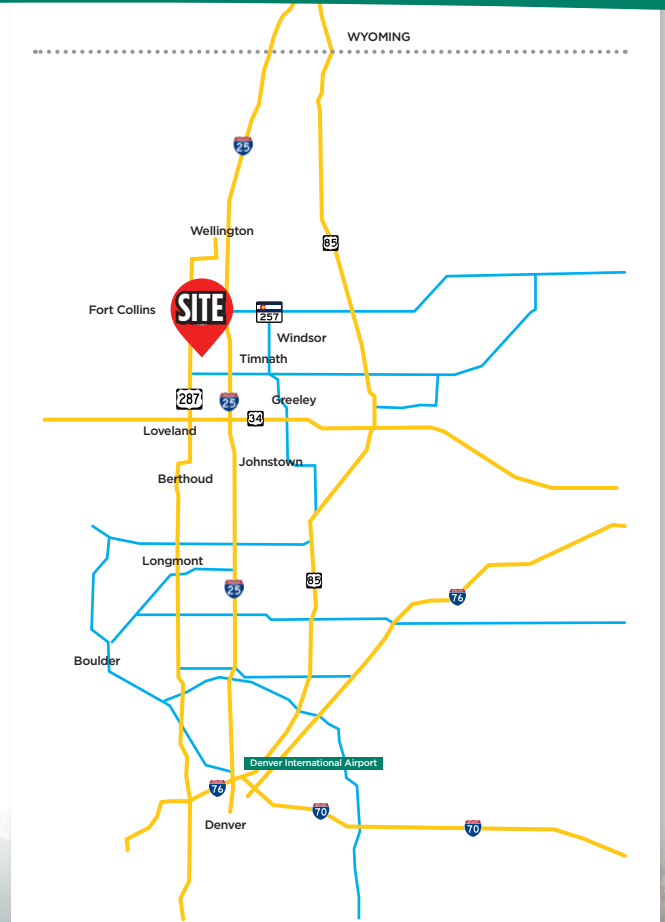 WYOMING
25
Wellington
85
Fort Collins
SITE
257
Windsor
Timnath
287
25
Greeley
34
Loveland
Johnstown
Berthoud
Longmont
85
25
76
Boulder
Denver International Airport
76
70
Denver
70